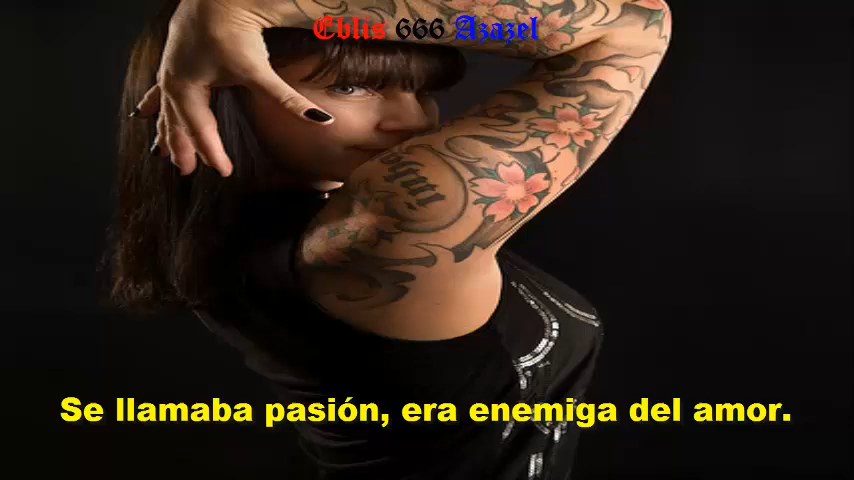 Eblis 666 Azazel
Se llamaba pasión, era enemiga del amor.